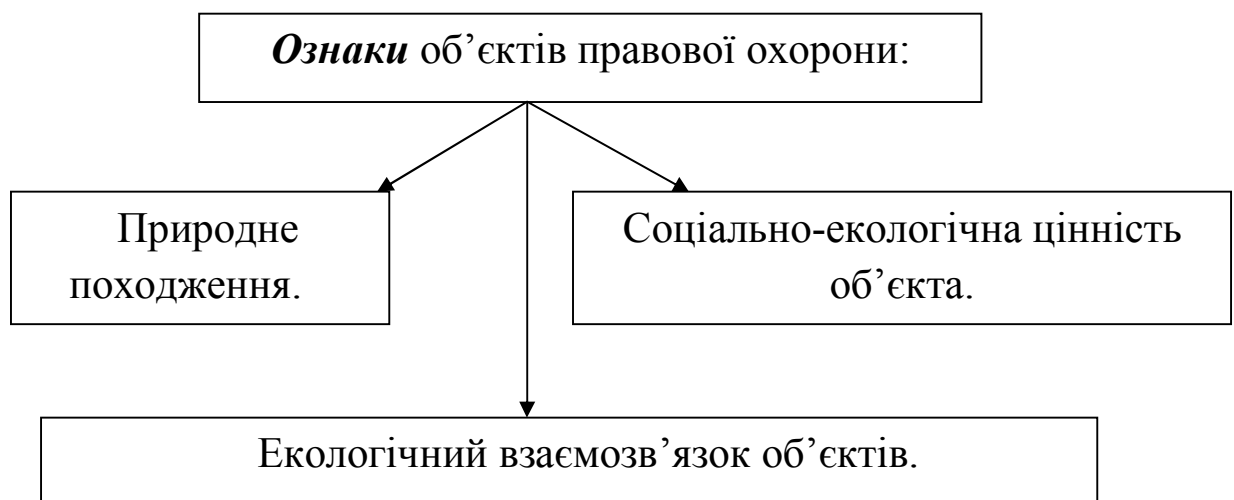 Ознаки об’єктів правової охорони:
Природне
походження.
Соціально-екологічна цінність
об’єкта.
Екологічний взаємозв’язок об’єктів.